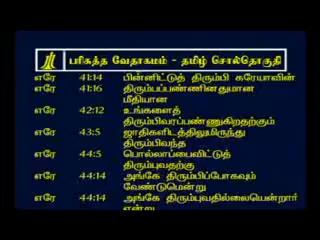 பரிசுத்த வேதாகமம் - தமிழ் சொல்தொகுதி
எரே 41:14 பின்னிட்டுத் திரும்பி கரேயாவின்
எரே 41:16 திரும்பப்பண்ணினதுமான
மீதியான
எரே 42:12 உங்களைத்
திரும்பிவரப்பண்ணுகிறதற்கும்
எரே 43:5 ஜாதிகளிடத்திலுமிருந்து
திரும்பிவந்த
எரே 44:5 பொல்லாப்பைவிட்டுத்
திரும்புவதற்கு
எரே 44:14 அங்கே திரும்பிப்போகவும்
வேண்டுமென்று
எரே 44:14 அங்கே திரும்புவதில்லையென்றார்
என்று